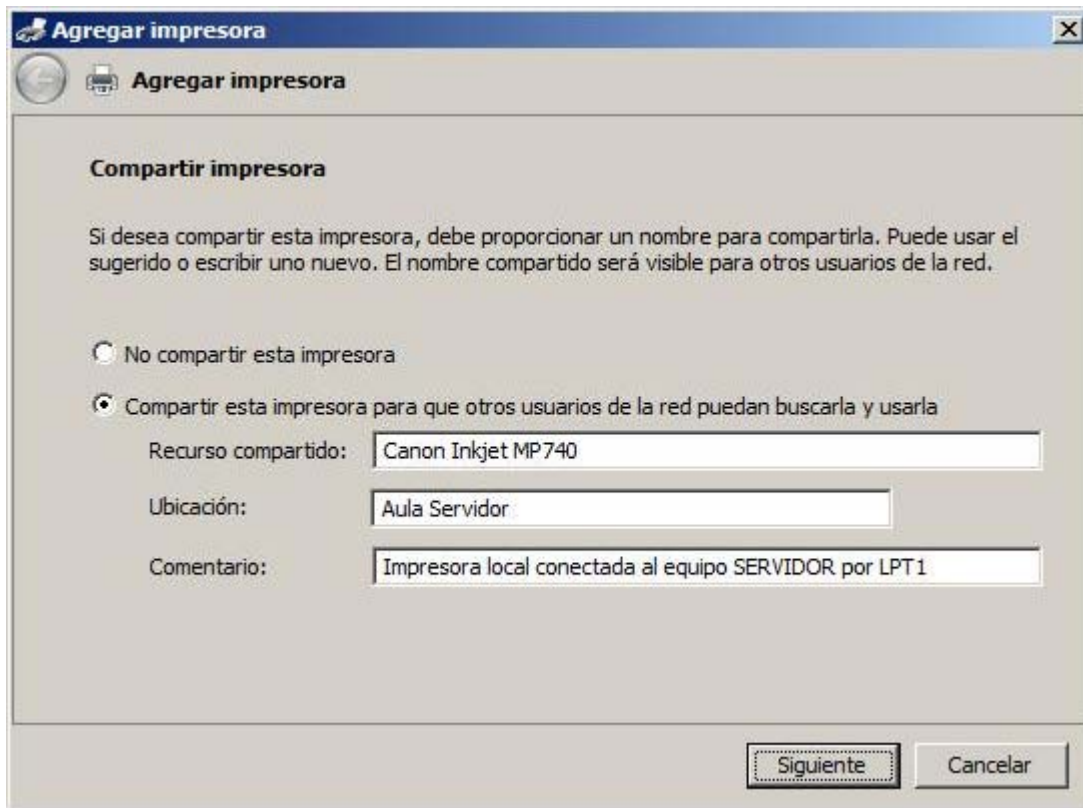 Agregar impresora
Agregar impresora
Compartir impresora
Si desea compartir esta impresora, debe proporcionar un nombre para compartirla. Puede usar el
sugerido o escribir uno nuevo. El nombre compartido será visible para otros usuarios de la red.
No compartir esta impresora
Compartir esta impresora para que otros usuarios de la red puedan buscarla y usarla
Recurso compartido: Canon Inkjet MP740
Ubicación: Aula Servidor
Comentario: Impresora local conectada al equipo SERVIDOR por LPT1
Siguiente Cancelar